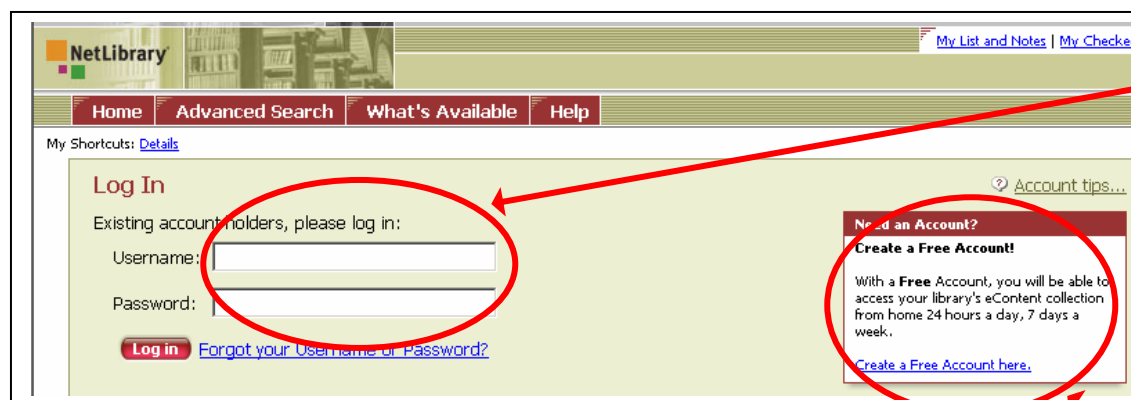 NetLibrary
My List and Notes | My Checke
Home Advanced Search What's Available Help
My Shortcuts: Details
Log In
Account tips...
Existing account holders, please log in:
Username:
Password:
Log in Forgot your Username or Password?
Need an Account?
Create a Free Account!
With a Free Account, you will be able to
access your library's eContent collection
from home 24 hours a day, 7 days a
week.
Create a Free Account here.